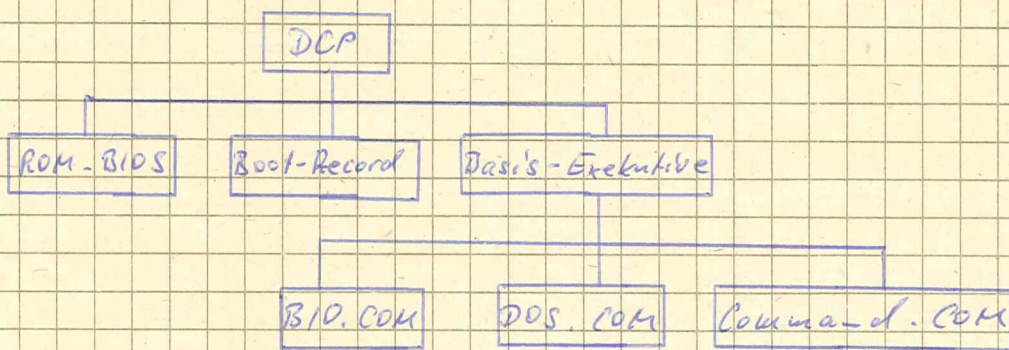 DCP
ROM-BIOS Boot-Record Basis-Exekutive
BIO.COM DOS.COM Command.COM